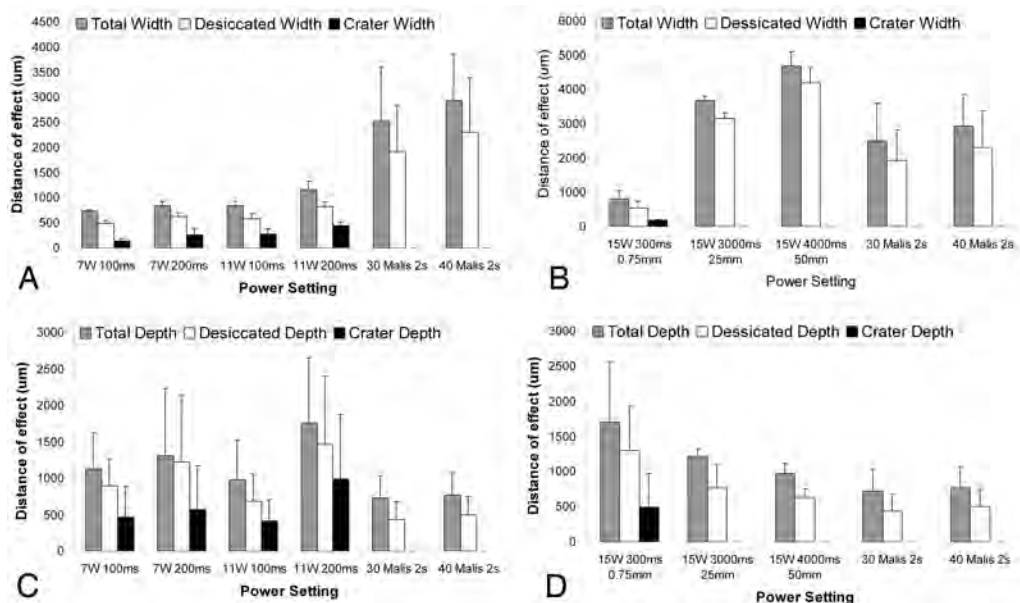 Total Width Desiccated Width Crater Width
Distance of effect (um)
4500
4000
3500
3000
2500
2000
1500
1000
500
0
7W 100ms 7W 200ms 11W 100ms 11W 200ms 30 Malis 2s 40 Malis 2s
Power Setting
A
Total Width Dessicated Width Crater Width
Distance of effect (um)
6000
5000
4000
3000
2000
1000
0
15W 300ms 15W 3000ms 15W 4000ms 30 Malis 2s 40 Malis 2s
0.75mm 25mm 50mm
Power Setting
B
Total Depth Desiccated Depth Crater Depth
Distance of effect (um)
3000
2500
2000
1500
1000
500
0
7W 100ms 7W 200ms 11W 100ms 11W 200ms 30 Malis 2s 40 Malis 2s
Power Setting
C
Total Depth Dessicated Depth Crater Depth
Distance of effect (um)
3000
2500
2000
1500
1000
500
0
15W 300ms 15W 3000ms 15W 4000ms 30 Malis 2s 40 Malis 2s
0.75mm 25mm 50mm
Power Setting
D